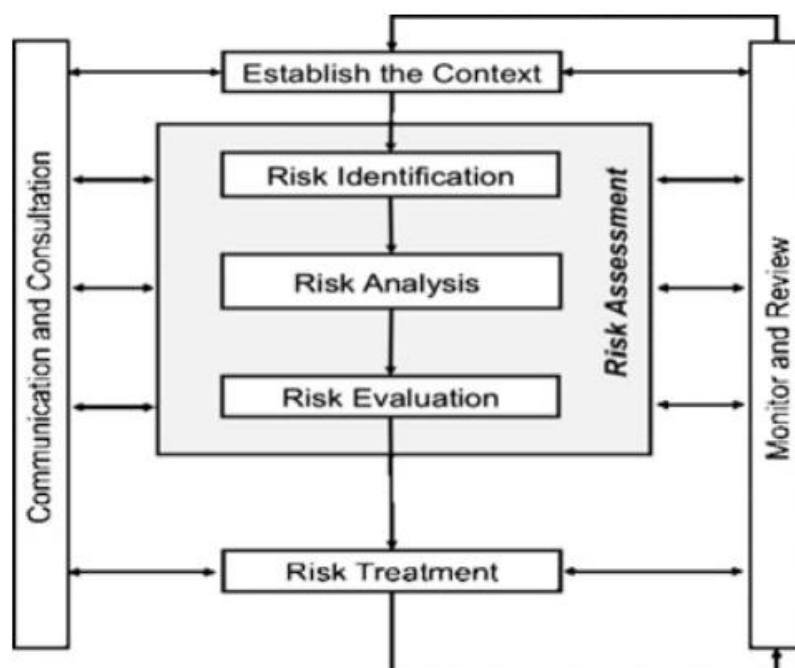 Establish the Context
Communication and Consultation
Risk Identification
Risk Analysis
Risk Assessment
Risk Evaluation
Monitor and Review
Risk Treatment